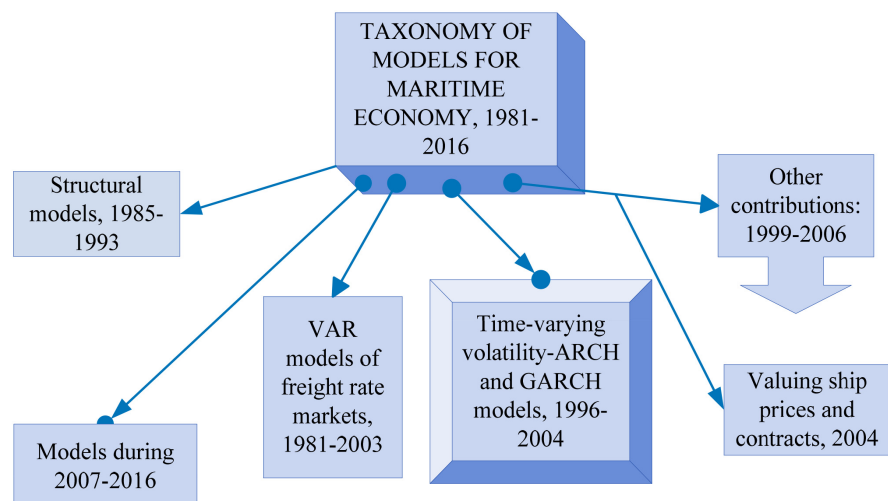 TAXONOMY OF
MODELS FOR
MARITIME
ECONOMY, 1981-
2016
Structural
models, 1985-
1993
Other
contributions:
1999-2006
VAR
models of
freight rate
markets,
1981-2003
Time-varying
volatility-ARCH
and GARCH
models, 1996-
2004
Valuing ship
prices and
contracts, 2004
Models during
2007-2016